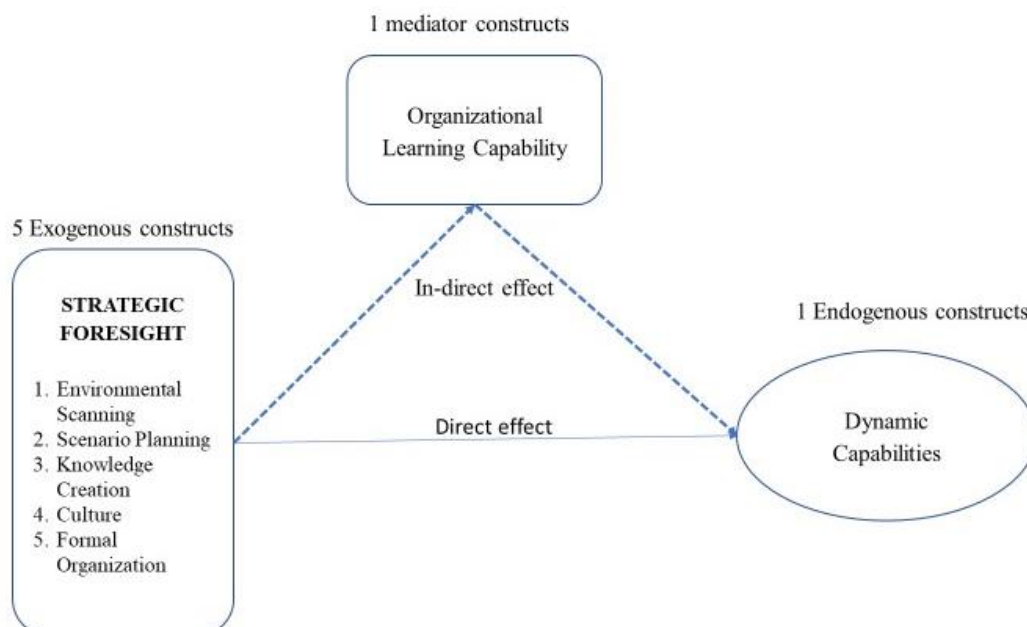 1 mediator constructs
Organizational
Learning Capability
5 Exogenous constructs
STRATEGIC
FORESIGHT
1. Environmental
Scanning
2. Scenario Planning
3. Knowledge
Creation
4. Culture
5. Formal
Organization
In-direct effect
Direct effect
1 Endogenous constructs
Dynamic
Capabilities